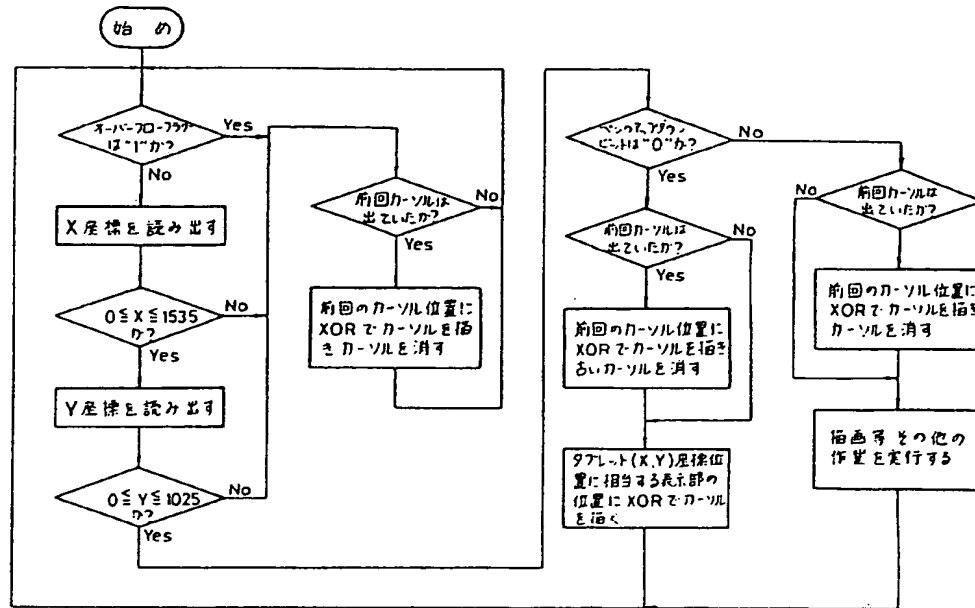 始め
オーバーフローフラグ
は"1"か?
Yes
No
X座標を読み出す
0≦X≦1535
か?
No
Yes
Y座標を読み出す
0≦Y≦1025
か?
No
Yes
前回カーソルは
出ていたか?
No
Yes
前回のカーソル位置に
XORでカーソルを描
きカーソルを消す
ペンのアップダウン
ビットは"0"か?
No
Yes
前回カーソルは
出ていたか?
No
Yes
前回のカーソル位置に
XORでカーソルを描き
古いカーソルを消す
タブレット(X,Y)座標位
置に相当する表示部の
位置にXORでカーソル
を描く
前回カーソルは
出ていたか?
No
Yes
前回のカーソル位置に
XORでカーソルを描き
カーソルを消す
描画等その他の
作業を実行する